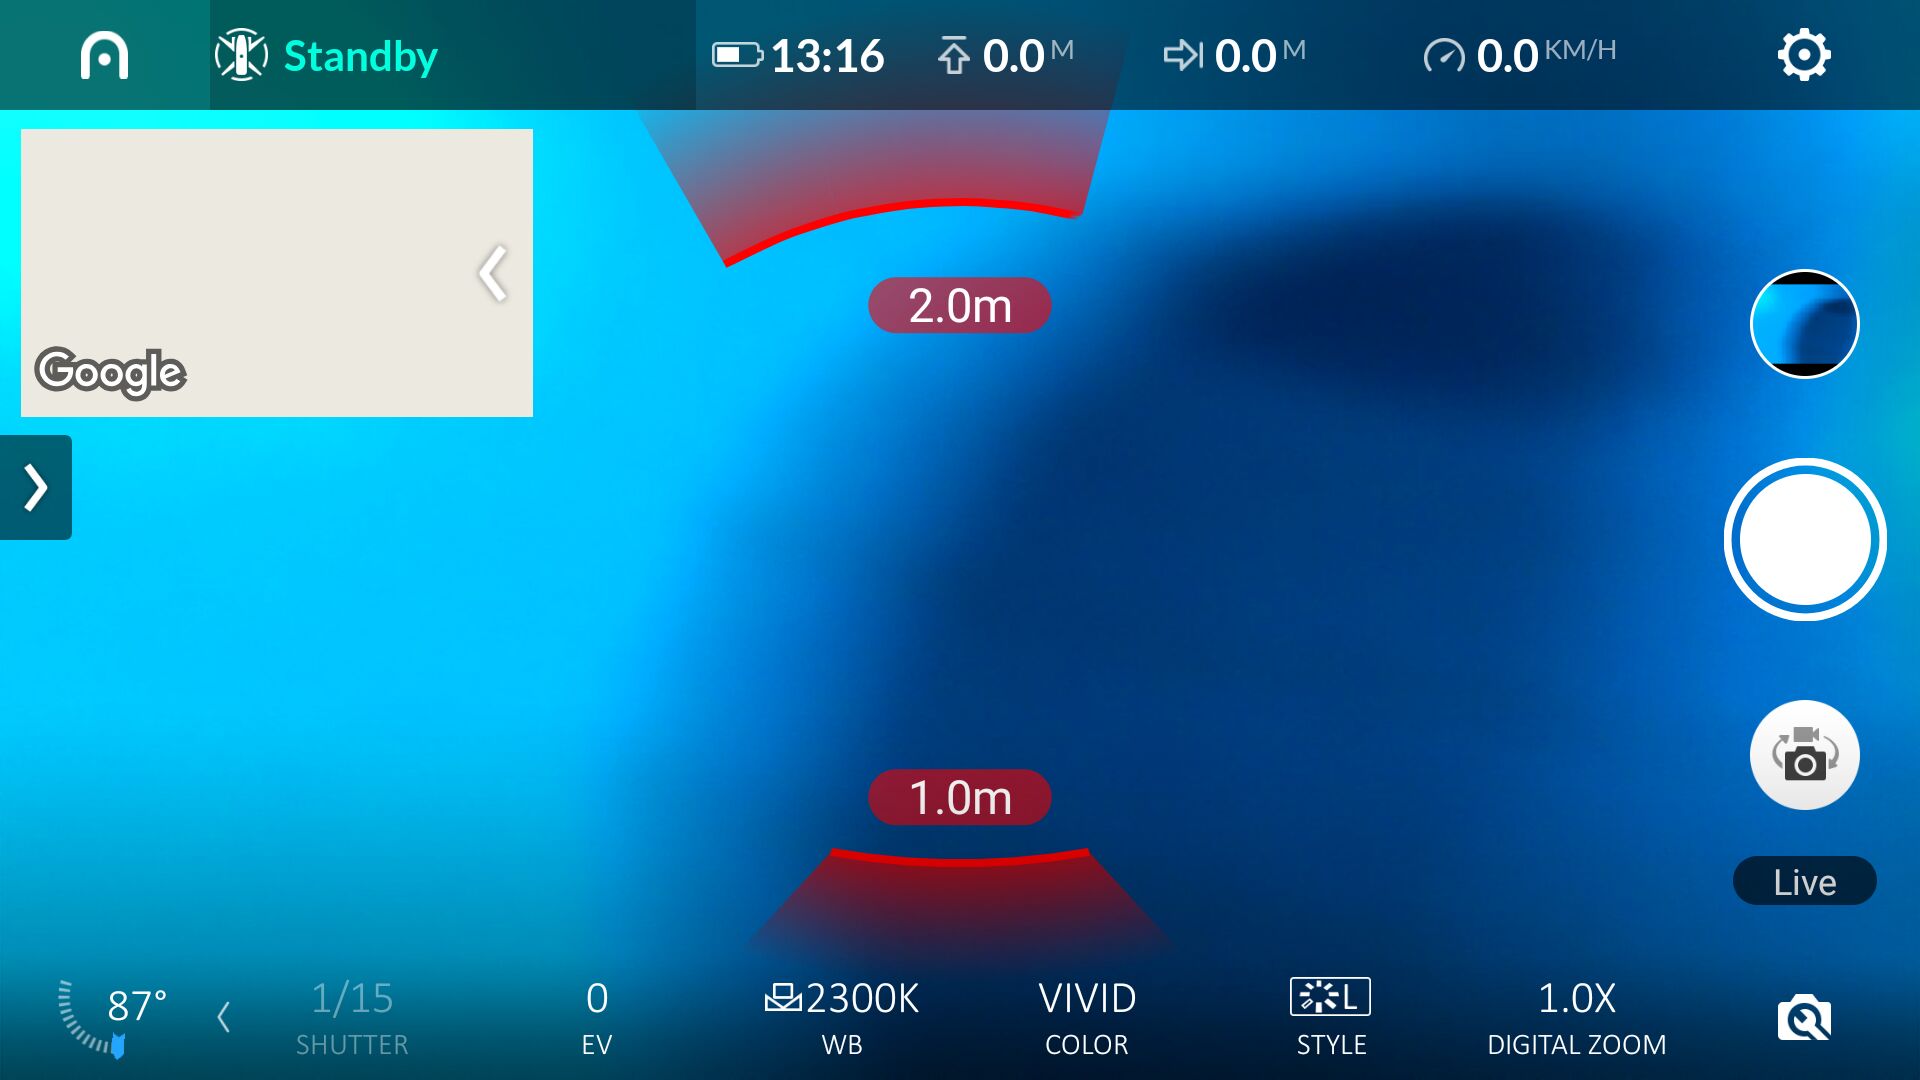 Standby
13:16
0.0 M
0.0 M
0.0 KM/H
Google
2.0m
1.0m
Live
87°
1/15
SHUTTER
0
EV
2300K
WB
VIVID
COLOR
L
STYLE
1.0X
DIGITAL ZOOM